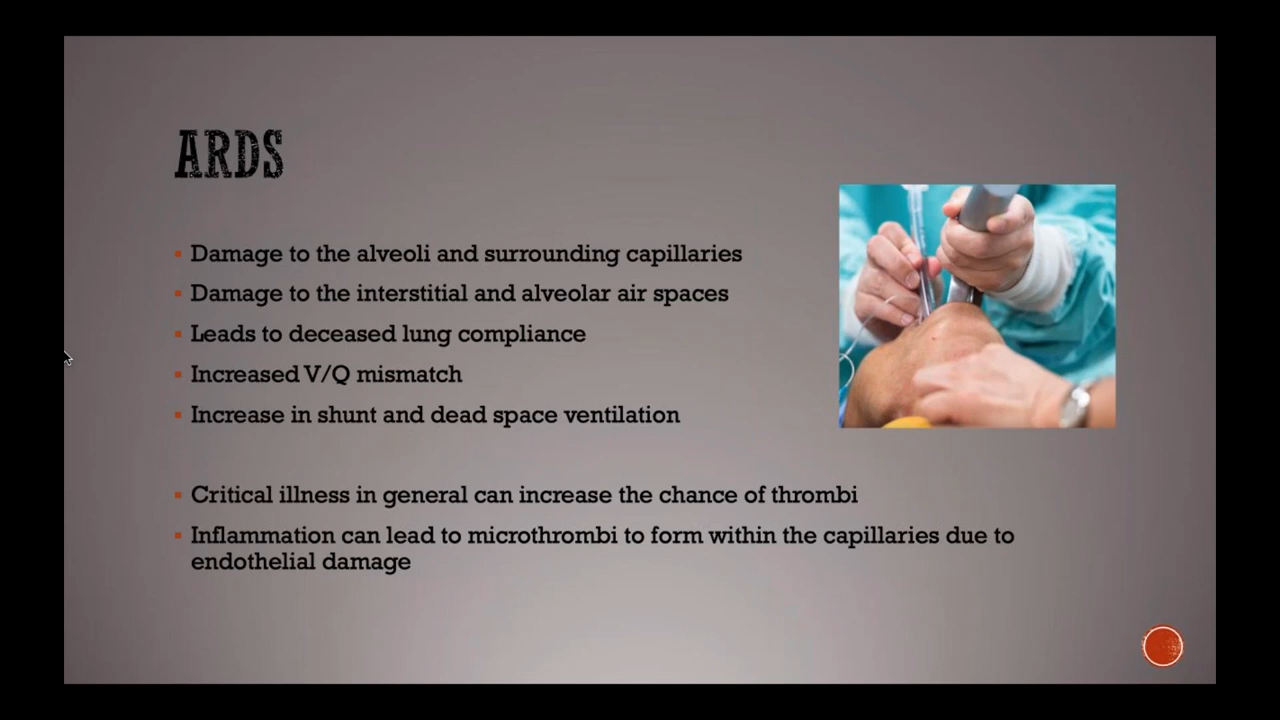 ARDS
Damage to the alveoli and surrounding capillaries
Damage to the interstitial and alveolar air spaces
Leads to deceased lung compliance
Increased V/Q mismatch
Increase in shunt and dead space ventilation
Critical illness in general can increase the chance of thrombi
Inflammation can lead to microthrombi to form within the capillaries due to
endothelial damage